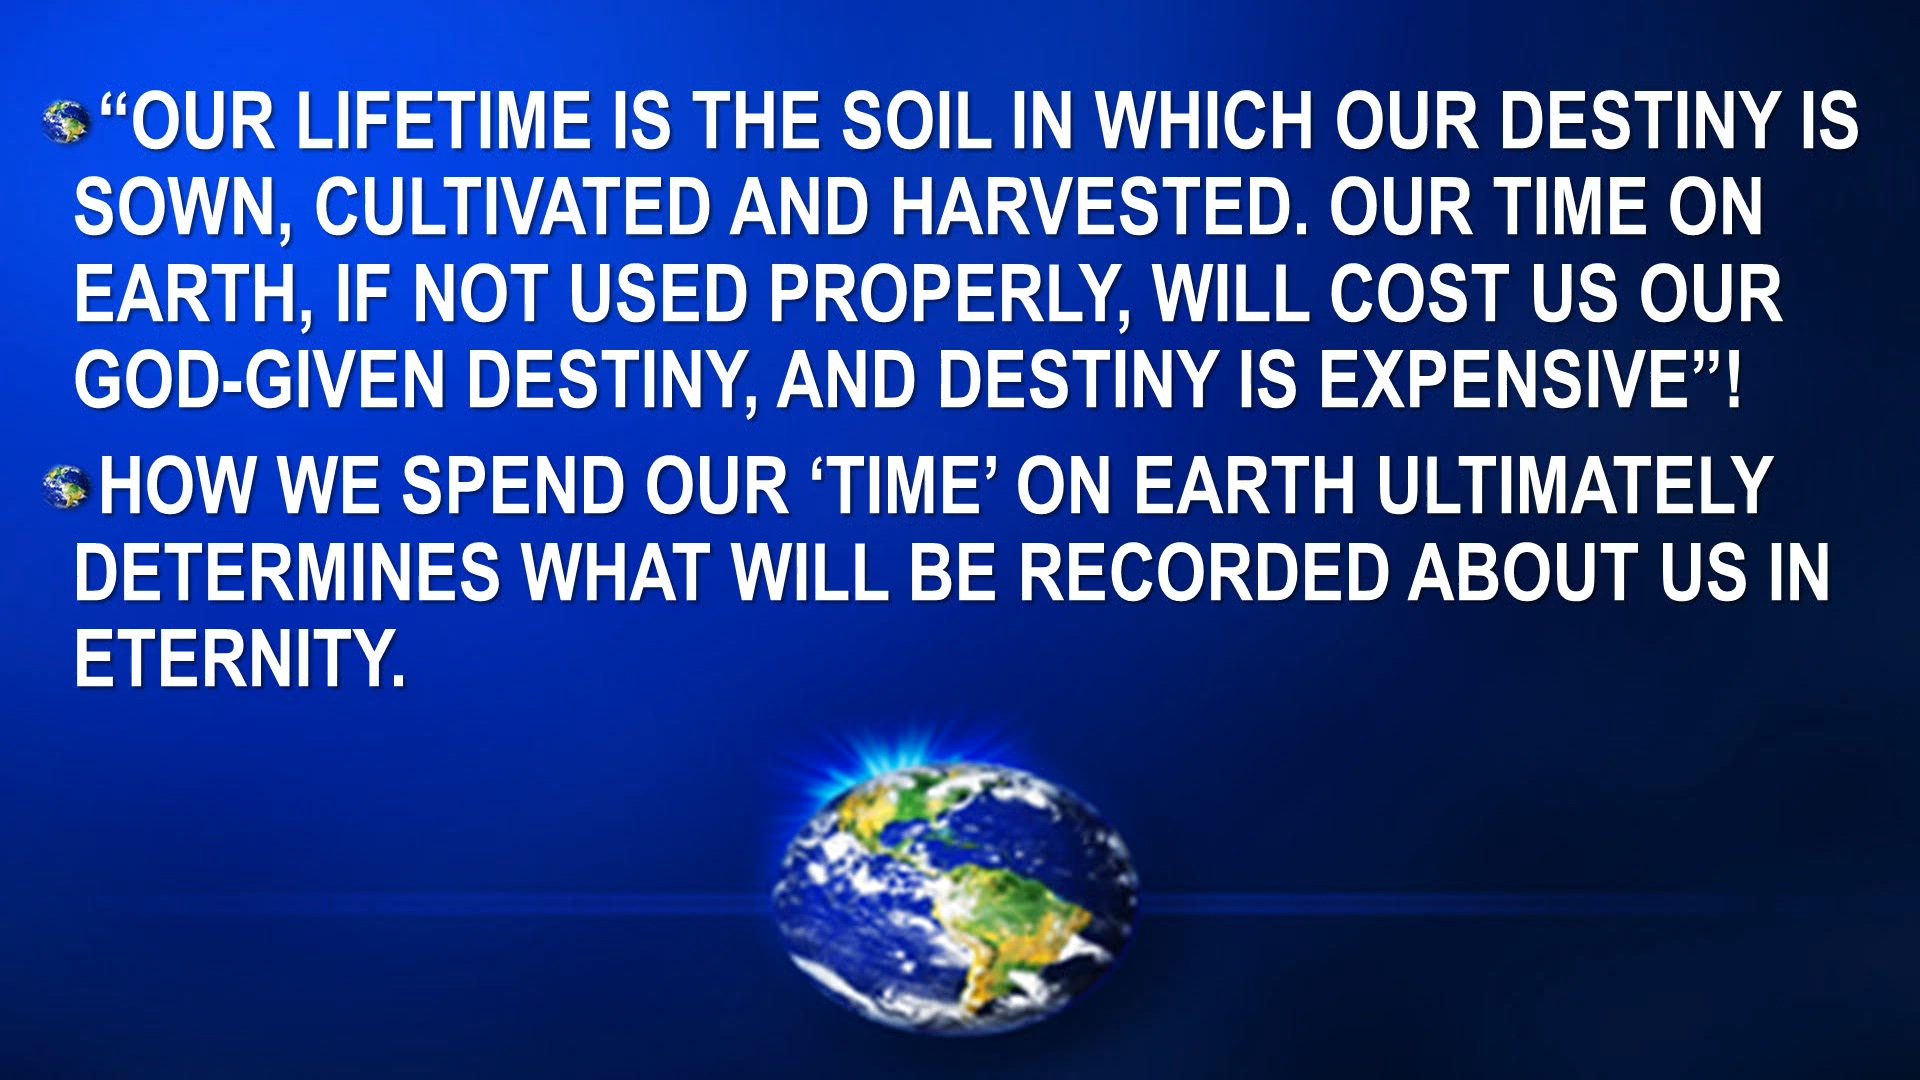 “OUR LIFETIME IS THE SOIL IN WHICH OUR DESTINY IS
SOWN, CULTIVATED AND HARVESTED. OUR TIME ON
EARTH, IF NOT USED PROPERLY, WILL COST US OUR
GOD-GIVEN DESTINY, AND DESTINY IS EXPENSIVE”!
HOW WE SPEND OUR ‘TIME’ ON EARTH ULTIMATELY
DETERMINES WHAT WILL BE RECORDED ABOUT US IN
ETERNITY.